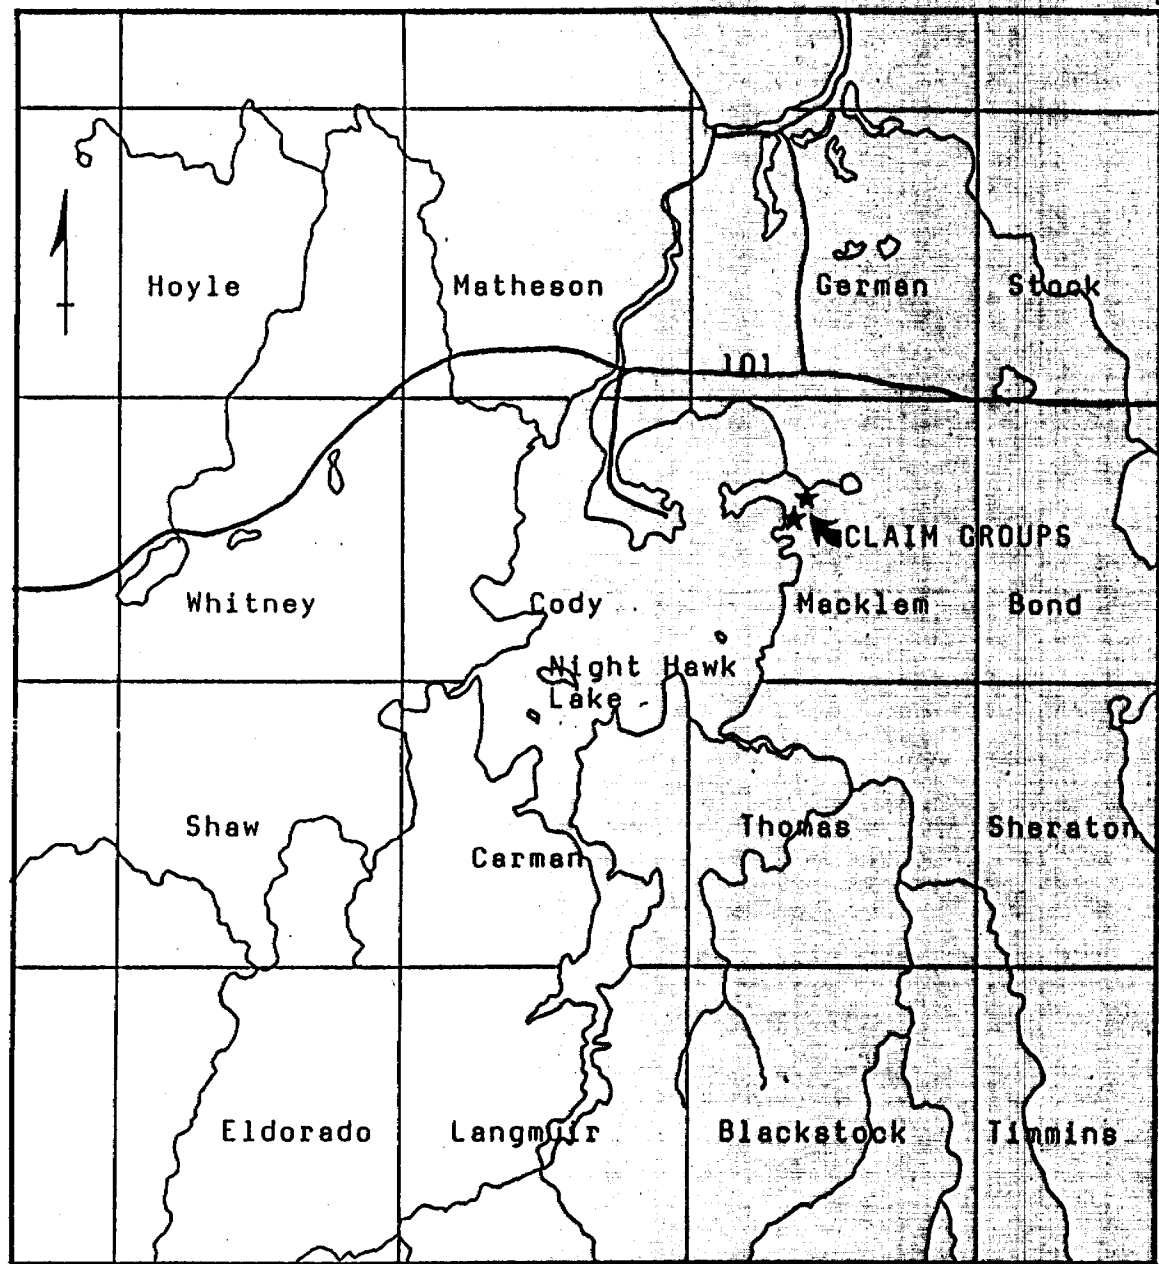 Hoyle
Matheson
German
Stock
101
CLAIM GROUPS
Whitney
Cody
Macklem
Bond
Night Hawk
Lake
Shaw
Carman
Thomas
Sheraton
Eldorado
Langmuir
Blackstock
Timmins